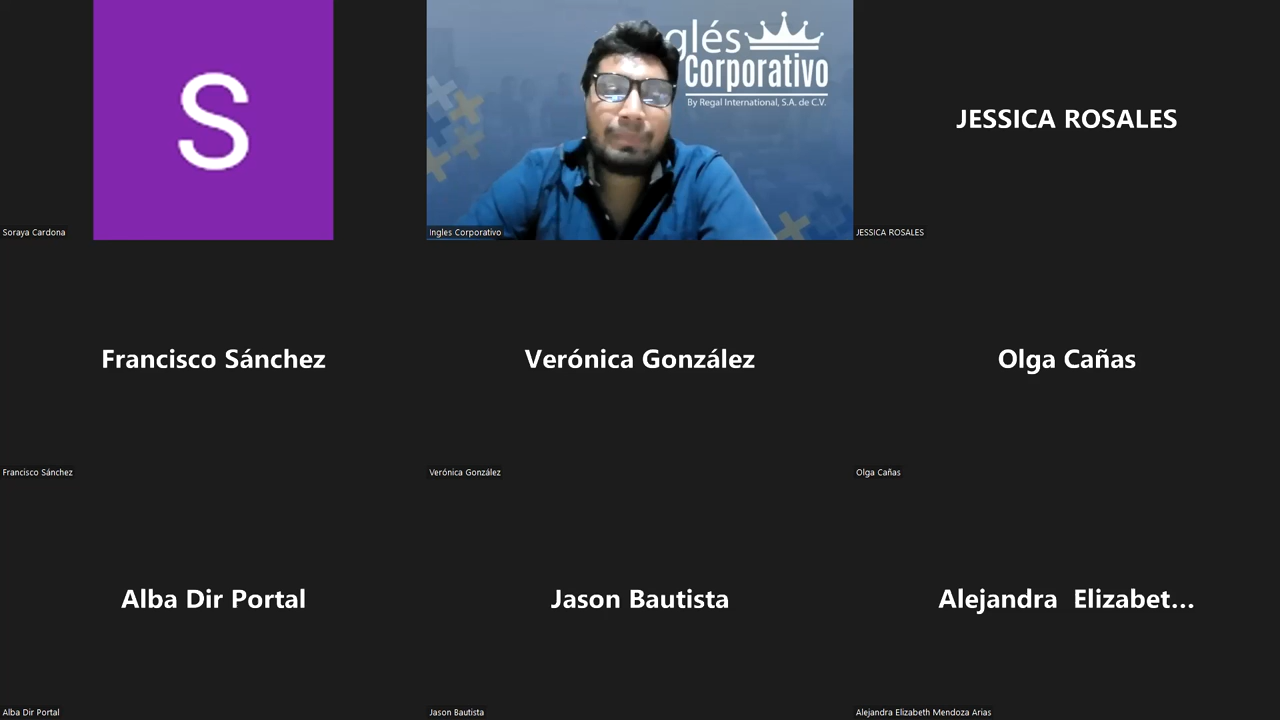 S
Soraya Cardona
glés
Corporativo
By Regal International, S.A. de C.V.
Ingles Corporativo
JESSICA ROSALES
JESSICA ROSALES
Francisco Sánchez
Francisco Sánchez
Verónica González
Verónica González
Olga Cañas
Olga Cañas
Alba Dir Portal
Alba Dir Portal
Jason Bautista
Jason Bautista
Alejandra Elizabet...
Alejandra Elizabeth Mendoza Arias